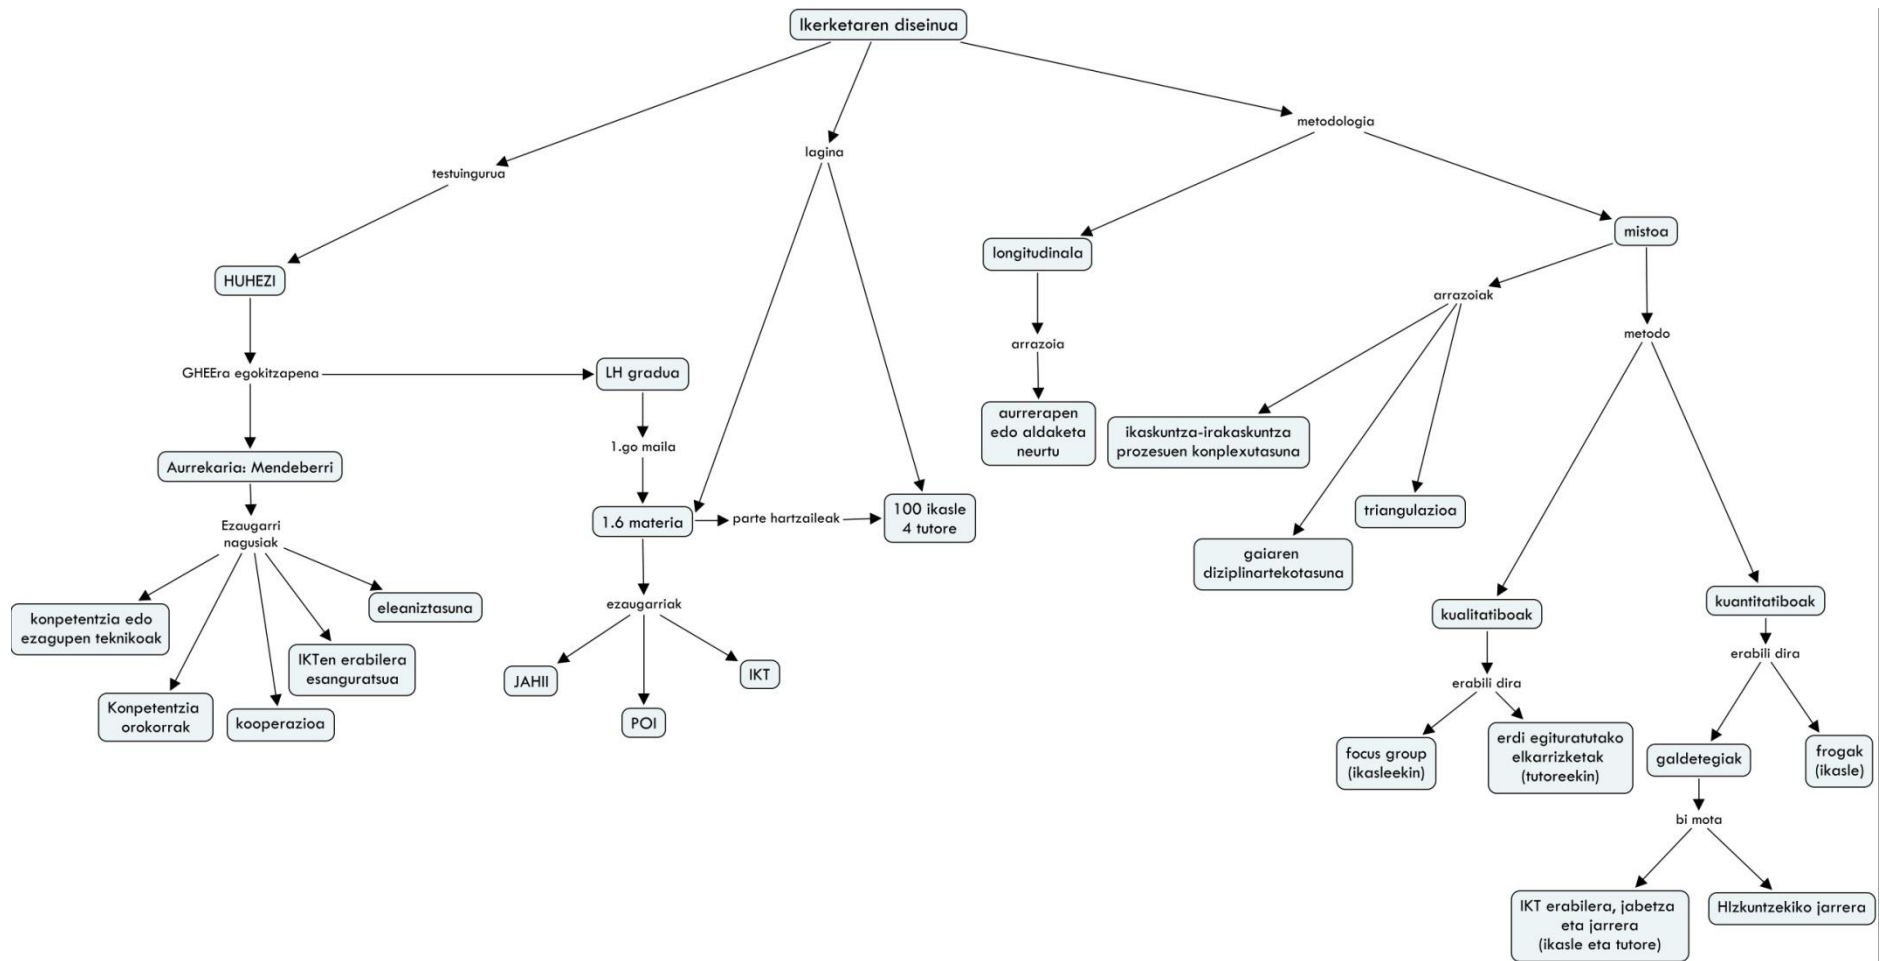 Ikerketaren diseinua
metodologia
lagina
testuingurua
mistoa
longitudinala
HUHEZI
arrazoiak
metodo
arrazoia
GHEEra egokitzapena
LH gradua
aurrerapen
edo aldaketa
neurtu
ikaskuntza-irakaskuntza
prozesuen konplexutasuna
1.go maila
Aurrekaria: Mendeberri
triangulazioa
1.6 materia
parte hartzaileak
100 ikasle
4 tutore
Ezaugarri
nagusiak
gaiaren
diziplinartekotasuna
ezaugarriak
eleaniztasuna
kuantitatiboak
kualitatiboak
konpetentzia edo
ezagupen teknikoak
IKTen erabilera
esanguratsua
erabili dira
JAHII
IKT
erabili dira
Konpetentzia
orokorrak
kooperazioa
POI
focus group
(ikasleekin)
erdi egituratutako
elkarrizketak
(tutoreekin)
galdetegiak
frogak
(ikasle)
bi mota
IKT erabilera, jabetza
eta jarrera
(ikasle eta tutore)
HIzkuntzekiko jarrera